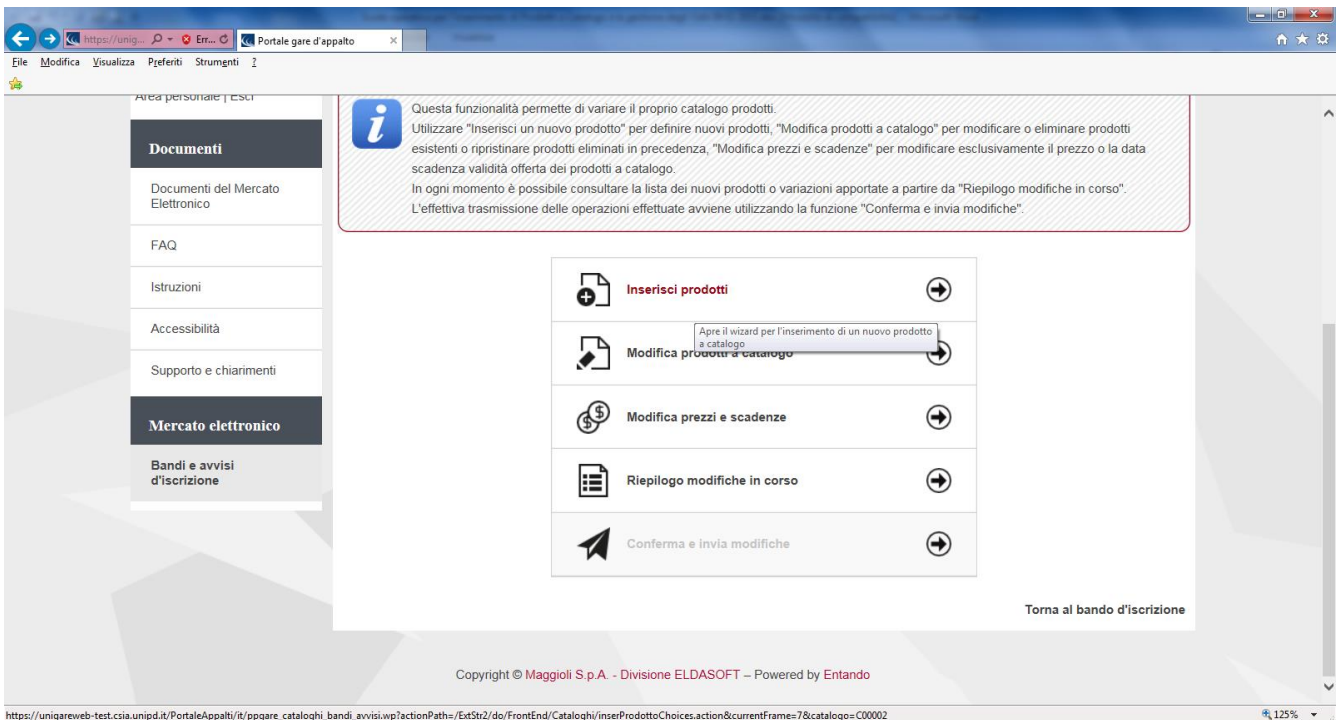 https://unig...
Err...
Portale gare d'appalto
File Modifica Visualizza Preferiti Strumenti ?
Area personale | Esci
Documenti
Documenti del Mercato
Elettronico
FAQ
Istruzioni
Accessibilità
Supporto e chiarimenti
Mercato elettronico
Bandi e avvisi
d'iscrizione
Questa funzionalità permette di variare il proprio catalogo prodotti.
Utilizzare "Inserisci un nuovo prodotto" per definire nuovi prodotti, "Modifica prodotti a catalogo" per modificare o eliminare prodotti
esistenti o ripristinare prodotti eliminati in precedenza, "Modifica prezzi e scadenze" per modificare esclusivamente il prezzo o la data
scadenza validità offerta dei prodotti a catalogo.
In ogni momento è possibile consultare la lista dei nuovi prodotti o variazioni apportate a partire da "Riepilogo modifiche in corso".
L'effettiva trasmissione delle operazioni effettuate avviene utilizzando la funzione "Conferma e invia modifiche".
Inserisci prodotti
Apre il wizard per l'inserimento di un nuovo prodotto
a catalogo
Modifica prodotti a catalogo
Modifica prezzi e scadenze
Riepilogo modifiche in corso
Conferma e invia modifiche
Torna al bando d'iscrizione
Copyright © Maggioli S.p.A. - Divisione ELDASOFT – Powered by Entando
https://unigareweb-test.csia.unipd.it/PortaleAppalti/it/ppgare_cataloghi_bandi_avvisi.wp?actionPath=/ExtStr2/do/FrontEnd/Cataloghi/inserProdottoChoices.action&currentFrame=7&catalogo=C00002
125%